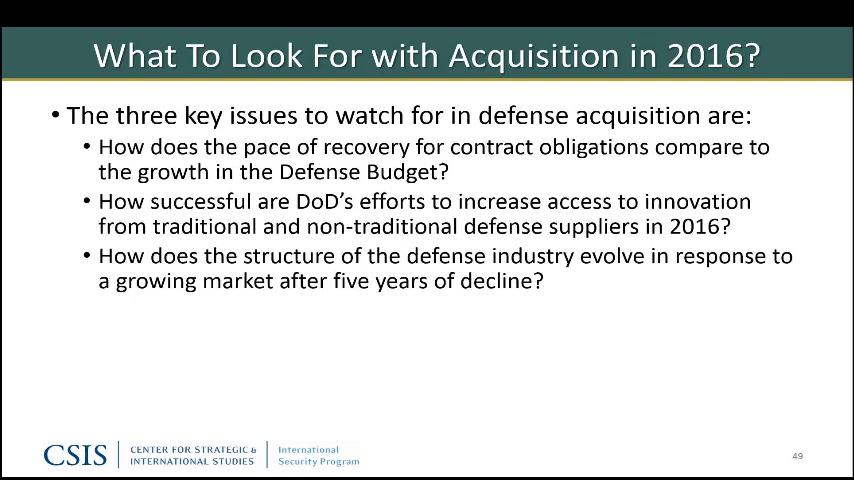 What To Look For with Acquisition in 2016?
• The three key issues to watch for in defense acquisition are:
• How does the pace of recovery for contract obligations compare to
the growth in the Defense Budget?
• How successful are DoD's efforts to increase access to innovation
from traditional and non-traditional defense suppliers in 2016?
• How does the structure of the defense industry evolve in response to
a growing market after five years of decline?
CSIS
CENTER FOR STRATEGIC &
INTERNATIONAL STUDIES
International
Security Program
49